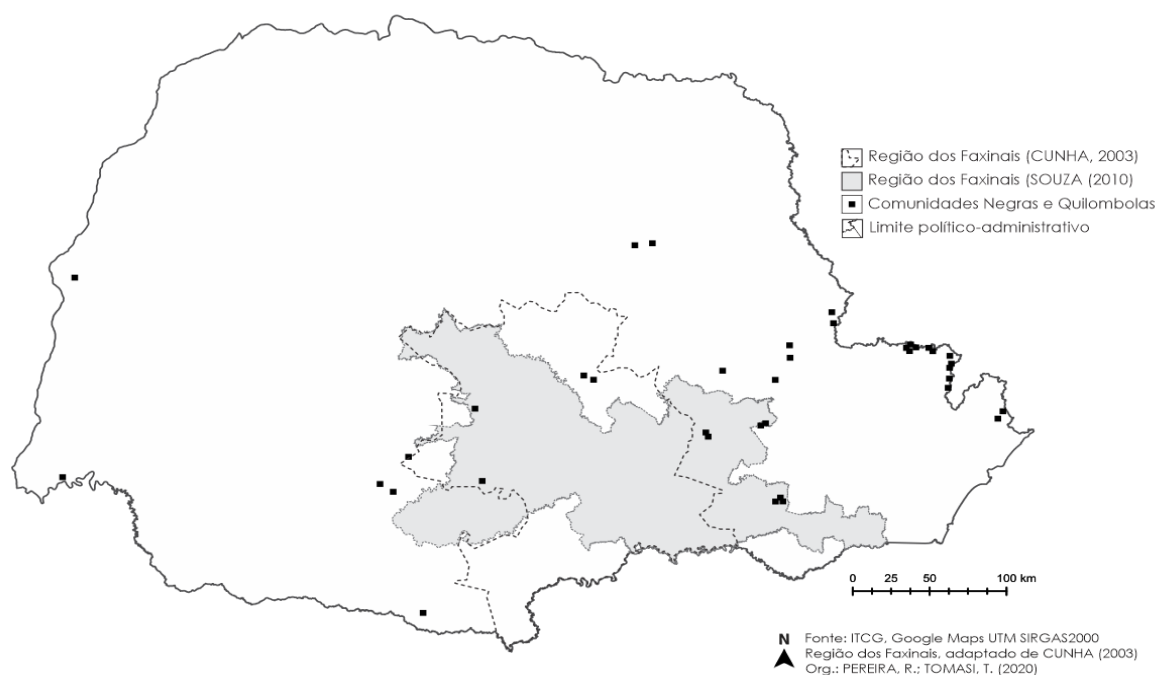 Região dos Faxinais (CUNHA, 2003)
Região dos Faxinais (SOUZA (2010)
Comunidades Negras e Quilombolas
Limite político-administrativo
0 25 50 100 km
N Fonte: ITCG, Google Maps UTM SIRGAS2000
Região dos Faxinais, adaptado de CUNHA (2003)
Org.: PEREIRA, R.; TOMASI, T. (2020)